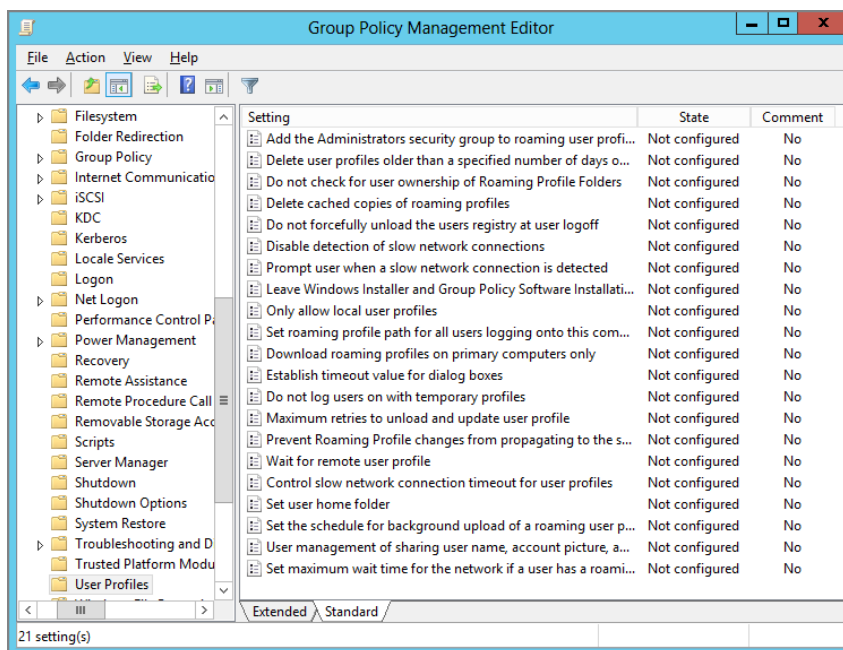 Group Policy Management Editor
File Action View Help
Filesystem
Folder Redirection
Group Policy
Internet Communicatio
iSCSI
KDC
Kerberos
Locale Services
Logon
Net Logon
Performance Control Pa
Power Management
Recovery
Remote Assistance
Remote Procedure Call
Removable Storage Acc
Scripts
Server Manager
Shutdown
Shutdown Options
System Restore
Troubleshooting and D
Trusted Platform Modu
User Profiles
Setting State Comment
Add the Administrators security group to roaming user profi... Not configured No
Delete user profiles older than a specified number of days o... Not configured No
Do not check for user ownership of Roaming Profile Folders Not configured No
Delete cached copies of roaming profiles Not configured No
Do not forcefully unload the users registry at user logoff Not configured No
Disable detection of slow network connections Not configured No
Prompt user when a slow network connection is detected Not configured No
Leave Windows Installer and Group Policy Software Installati... Not configured No
Only allow local user profiles Not configured No
Set roaming profile path for all users logging onto this com... Not configured No
Download roaming profiles on primary computers only Not configured No
Establish timeout value for dialog boxes Not configured No
Do not log users on with temporary profiles Not configured No
Maximum retries to unload and update user profile Not configured No
Prevent Roaming Profile changes from propagating to the s... Not configured No
Wait for remote user profile Not configured No
Control slow network connection timeout for user profiles Not configured No
Set user home folder Not configured No
Set the schedule for background upload of a roaming user p... Not configured No
User management of sharing user name, account picture, a... Not configured No
Set maximum wait time for the network if a user has a roami... Not configured No
Extended Standard
21 setting(s)